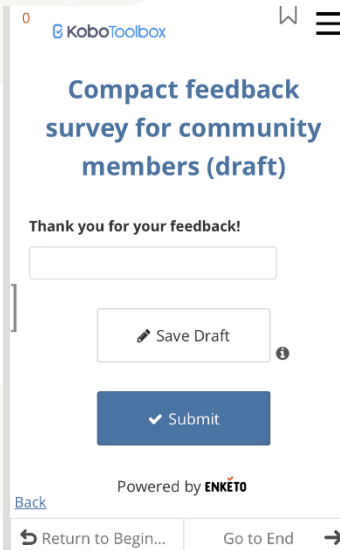 0
KoboToolbox
Compact feedback
survey for community
members (draft)
Thank you for your feedback!
Save Draft
Submit
Powered by ENKETO
Back
Return to Begin...
Go to End